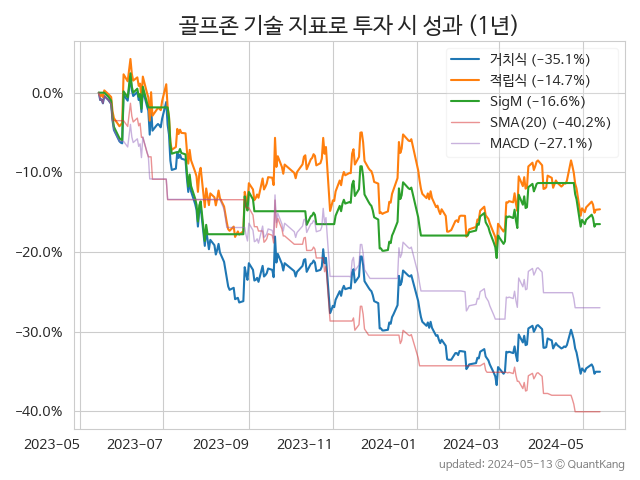 골프존 기술 지표로 투자 시 성과 (1년)
거치식 (−35.1%)
적립식 (−14.7%)
SigM (−16.6%)
SMA(20) (−40.2%)
MACD (−27.1%)
0.0%
−10.0%
−20.0%
−30.0%
−40.0%
2023-05 2023-07 2023-09 2023-11 2024-01 2024-03 2024-05
updated: 2024-05-13 © QuantKang